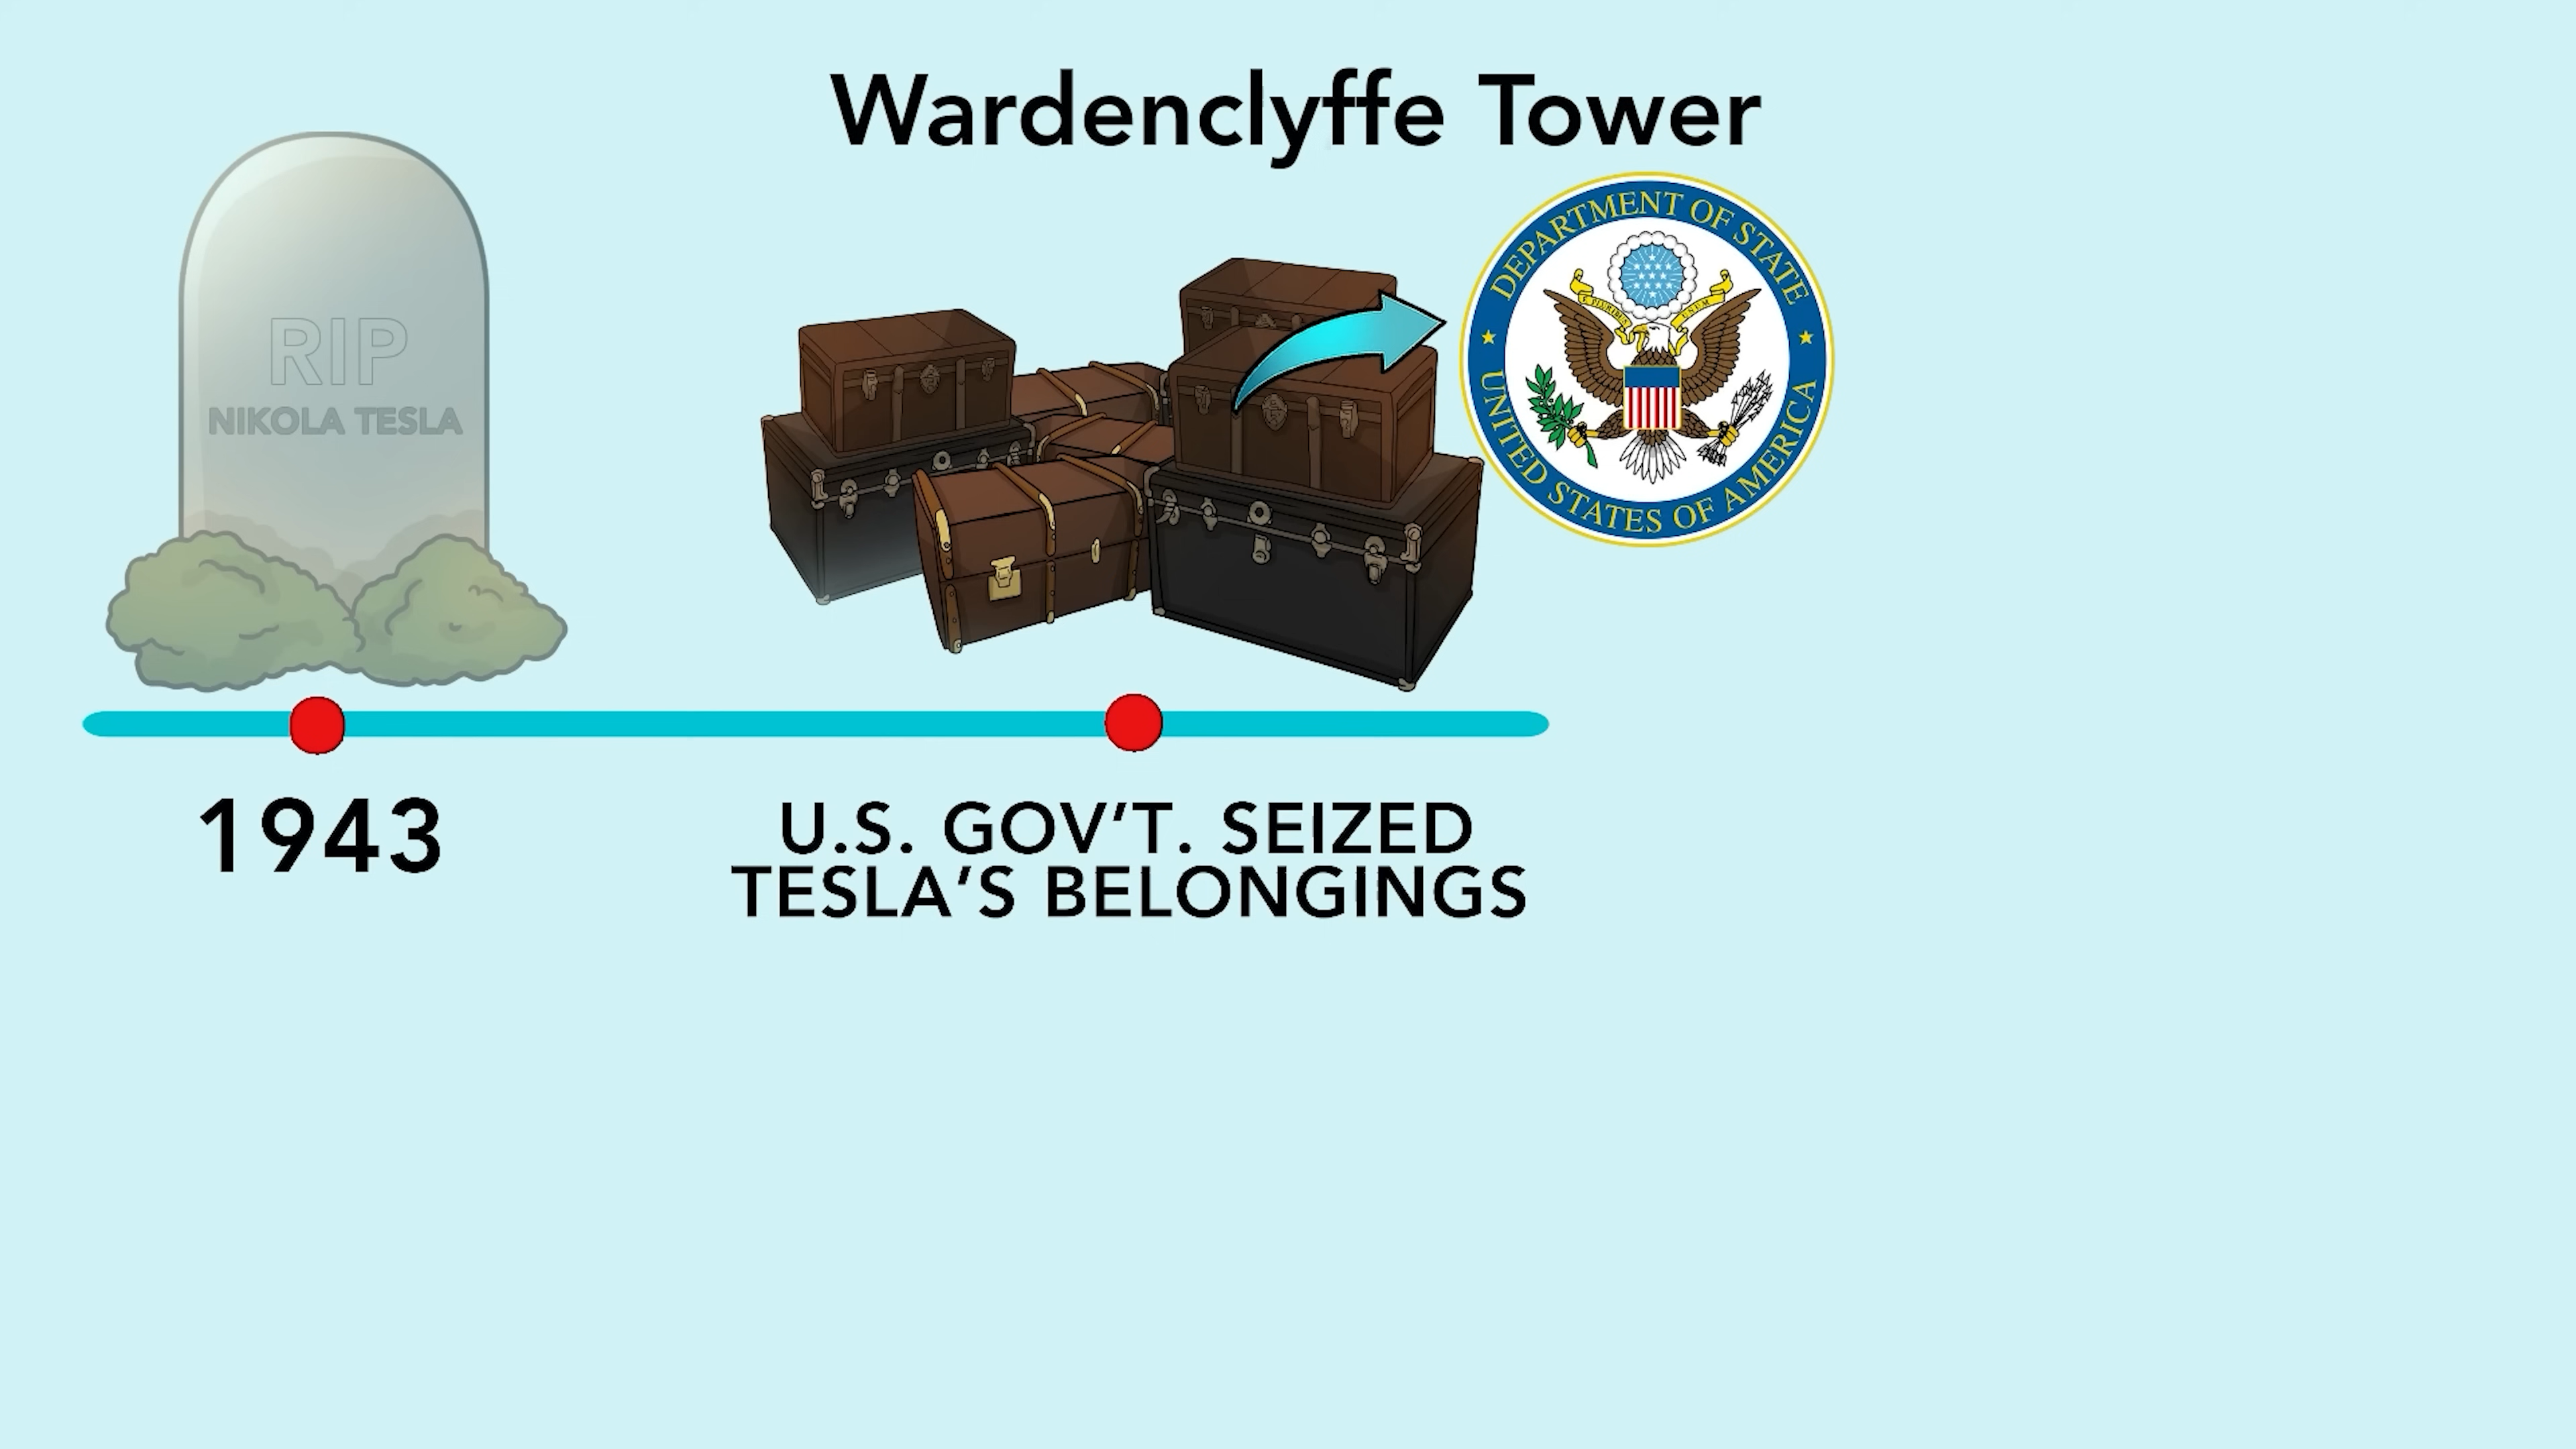 Wardenclyffe Tower
RIP
NIKOLA TESLA
DEPARTMENT OF STATE
UNITED STATES OF AMERICA
1943
U.S. GOV'T. SEIZED
TESLA'S BELONGINGS